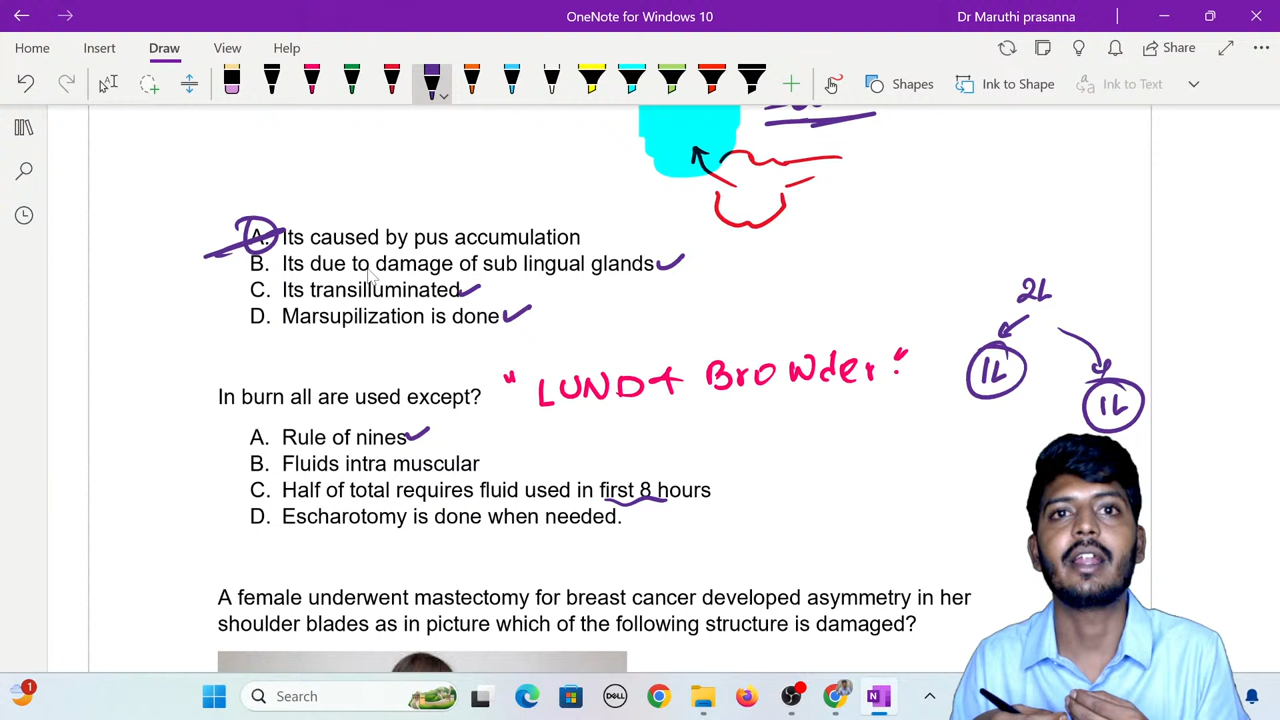 OneNote for Windows 10
Dr Maruthi prasanna
Home
Insert
Draw
View
Help
Share
Shapes
Ink to Shape
Ink to Text
A. Its caused by pus accumulation
B. Its due to damage of sub lingual glands
C. Its transilluminated
D. Marsupilization is done
2L
1L
1L
"LUND & Browder"
In burn all are used except?
A. Rule of nines
B. Fluids intra muscular
C. Half of total requires fluid used in first 8 hours
D. Escharotomy is done when needed.
A female underwent mastectomy for breast cancer developed asymmetry in her
shoulder blades as in picture which of the following structure is damaged?
1
Search
DELL